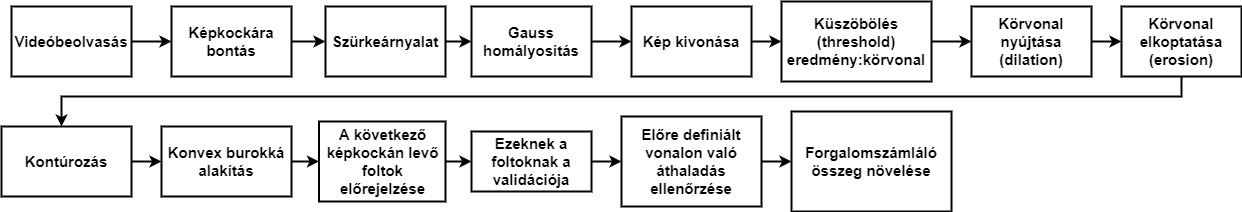 Videóbeolvasás
Képkockára
bontás
Szürkeárnyalat
Gauss
homályosítás
Kép kivonása
Küszöbölés
(threshold)
eredmény:körvonal
Körvonal
nyújtása
(dilation)
Körvonal
elkoptatása
(erosion)
Kontúrozás
Konvex burokká
alakítás
A következő
képkockán levő
foltok
előrejelzése
Ezeknek a
foltoknak a
validációja
Előre definiált
vonalon való
áthaladás
ellenőrzése
Forgalomszámláló
összeg növelése